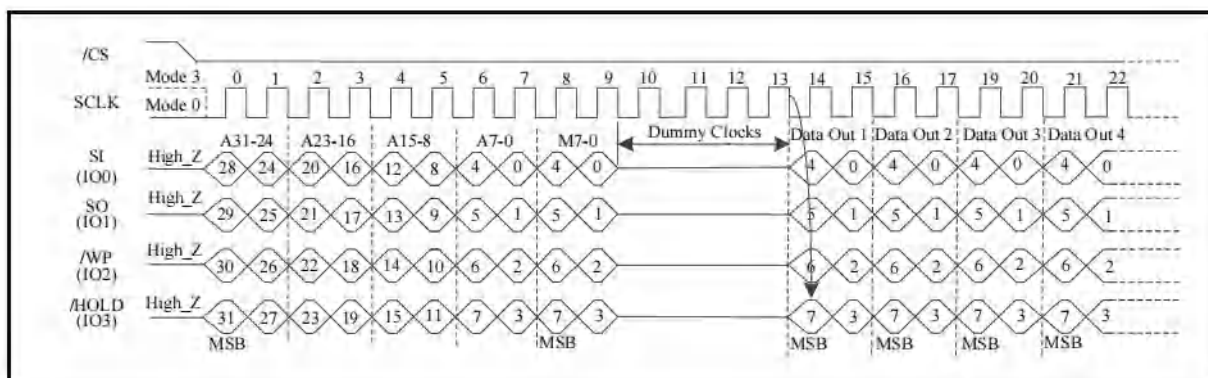 /CS
Mode 3 0 1 2 3 4 5 6 7 8 9 10 11 12 13 14 15 16 17 19 20 21 22
SCLK Mode 0
Dummy Clocks
A31-24 A23-16 A15-8 A7-0 M7-0 Data Out 1 Data Out 2 Data Out 3 Data Out 4
SI (IO0) High_Z 28 24 20 16 12 8 4 0 4 0 4 0 4 0 4 0 4 0
SO (IO1) High_Z 29 25 21 17 13 9 5 1 5 1 5 1 5 1 5 1 5 1
/WP (IO2) High_Z 30 26 22 18 14 10 6 2 6 2 6 2 6 2 6 2 6 2
/HOLD (IO3) High_Z 31 27 23 19 15 11 7 3 7 3 7 3 7 3 7 3 7 3
MSB MSB MSB MSB MSB MSB